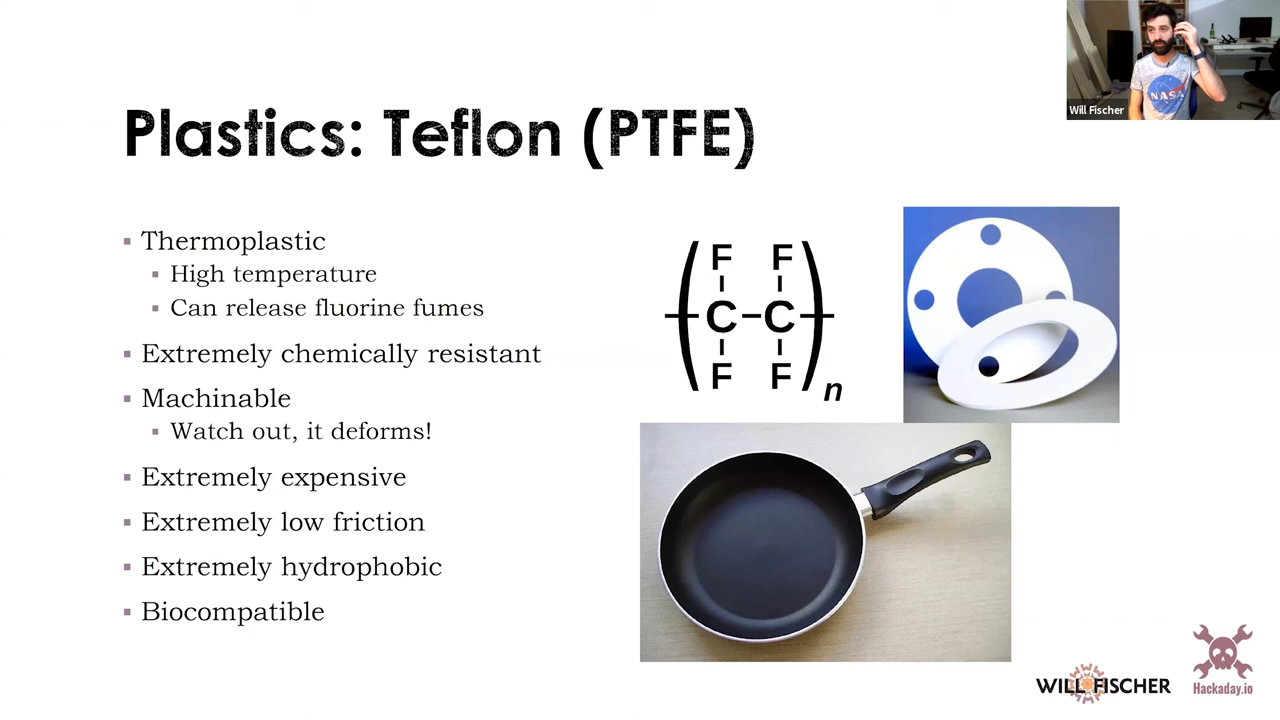 NASA
Will Fischer
Plastics: Teflon (PTFE)
Thermoplastic
High temperature
Can release fluorine fumes
Extremely chemically resistant
Machinable
Watch out, it deforms!
Extremely expensive
Extremely low friction
Extremely hydrophobic
Biocompatible
F F
C C
F F
n
WILL FISCHER
Hackaday.io